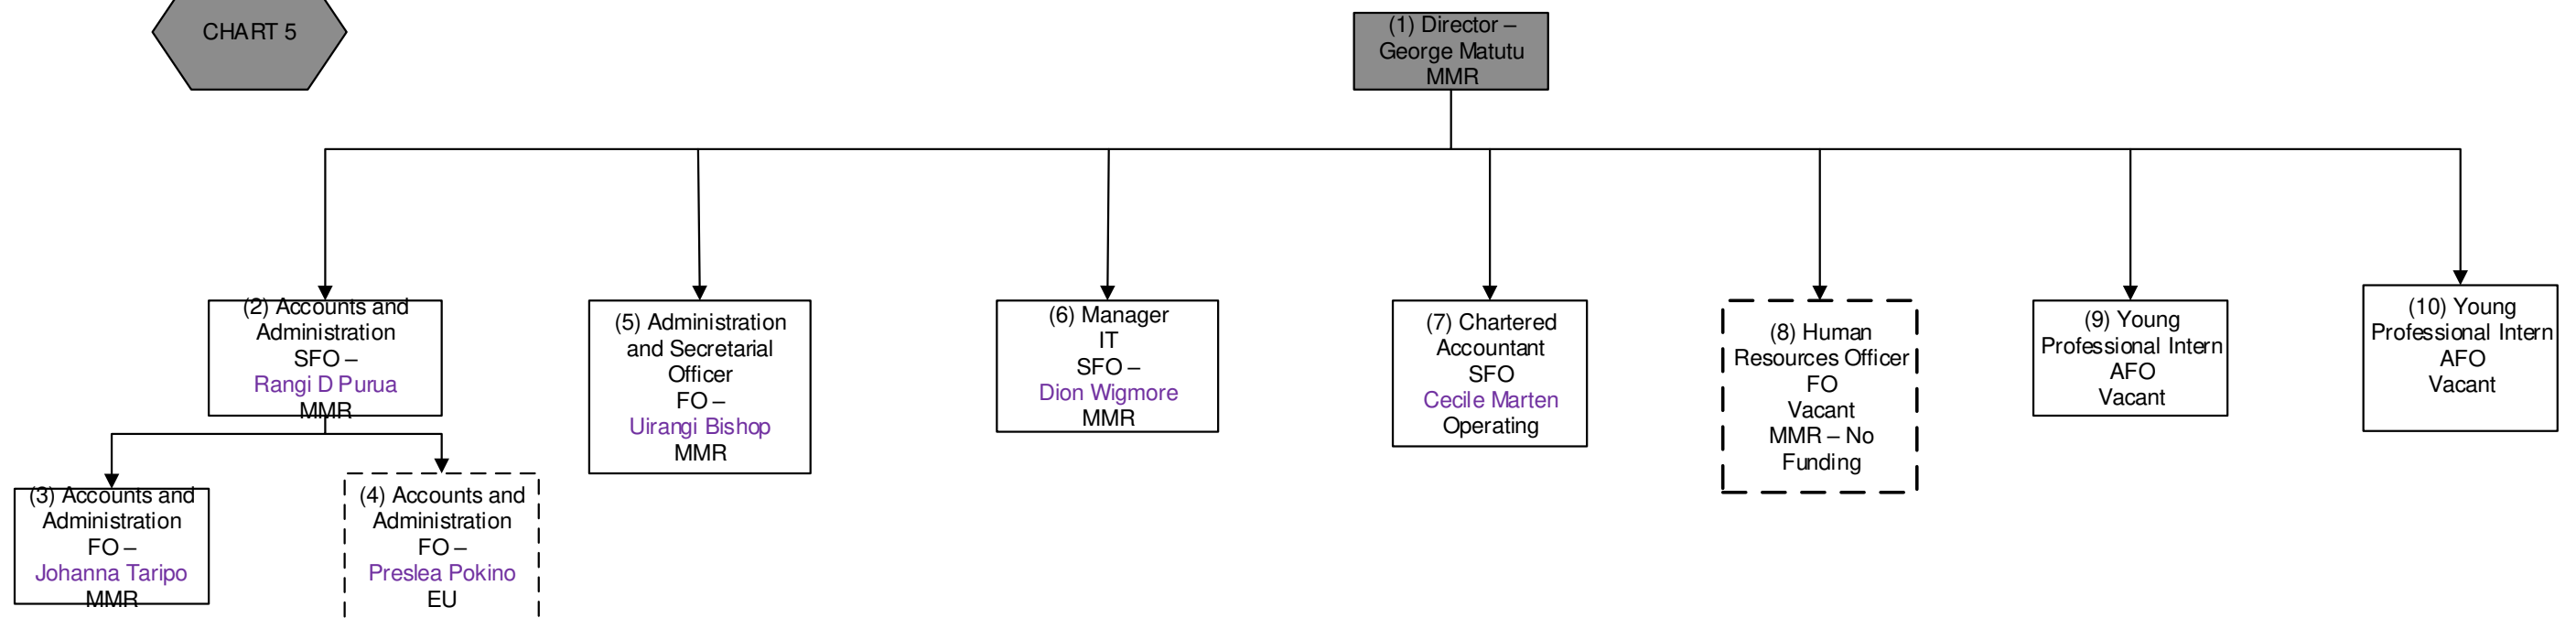 CHART 5
(1) Director –
George Matutu
MMR
(2) Accounts and
Administration
SFO –
Rangi D Purua
MMR
(3) Accounts and
Administration
FO –
Johanna Taripo
MMR
(4) Accounts and
Administration
FO –
Preslea Pokino
EU
(5) Administration
and Secretarial
Officer
FO –
Uirangi Bishop
MMR
(6) Manager
IT
SFO –
Dion Wigmore
MMR
(7) Chartered
Accountant
SFO
Cecile Marten
Operating
(8) Human
Resources Officer
FO
Vacant
MMR – No
Funding
(9) Young
Professional Intern
AFO
Vacant
(10) Young
Professional Intern
AFO
Vacant